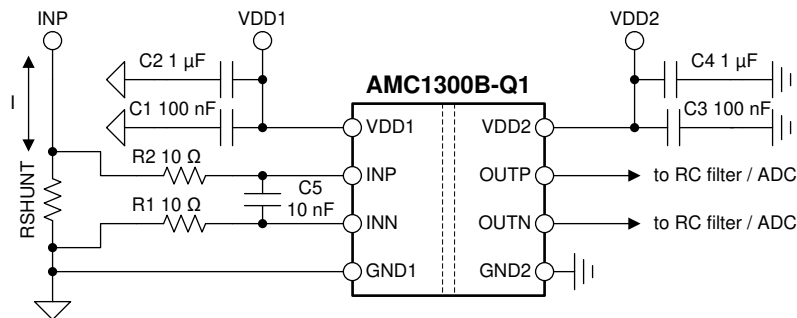 INP
VDD1
VDD2
C2 1 µF
C4 1 µF
AMC1300B-Q1
C1 100 nF
C3 100 nF
I
VDD1
VDD2
R2 10 Ω
INP
OUTP
to RC filter / ADC
RSHUNT
C5
10 nF
R1 10 Ω
INN
OUTN
to RC filter / ADC
GND1
GND2